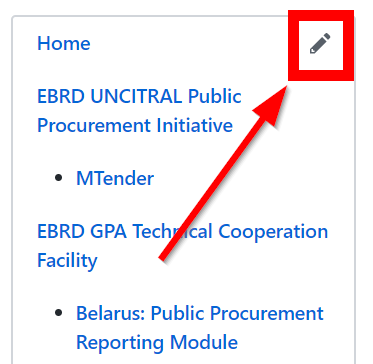 Home
EBRD UNCITRAL Public
Procurement Initiative
MTender
EBRD GPA Technical Cooperation
Facility
Belarus: Public Procurement
Reporting Module